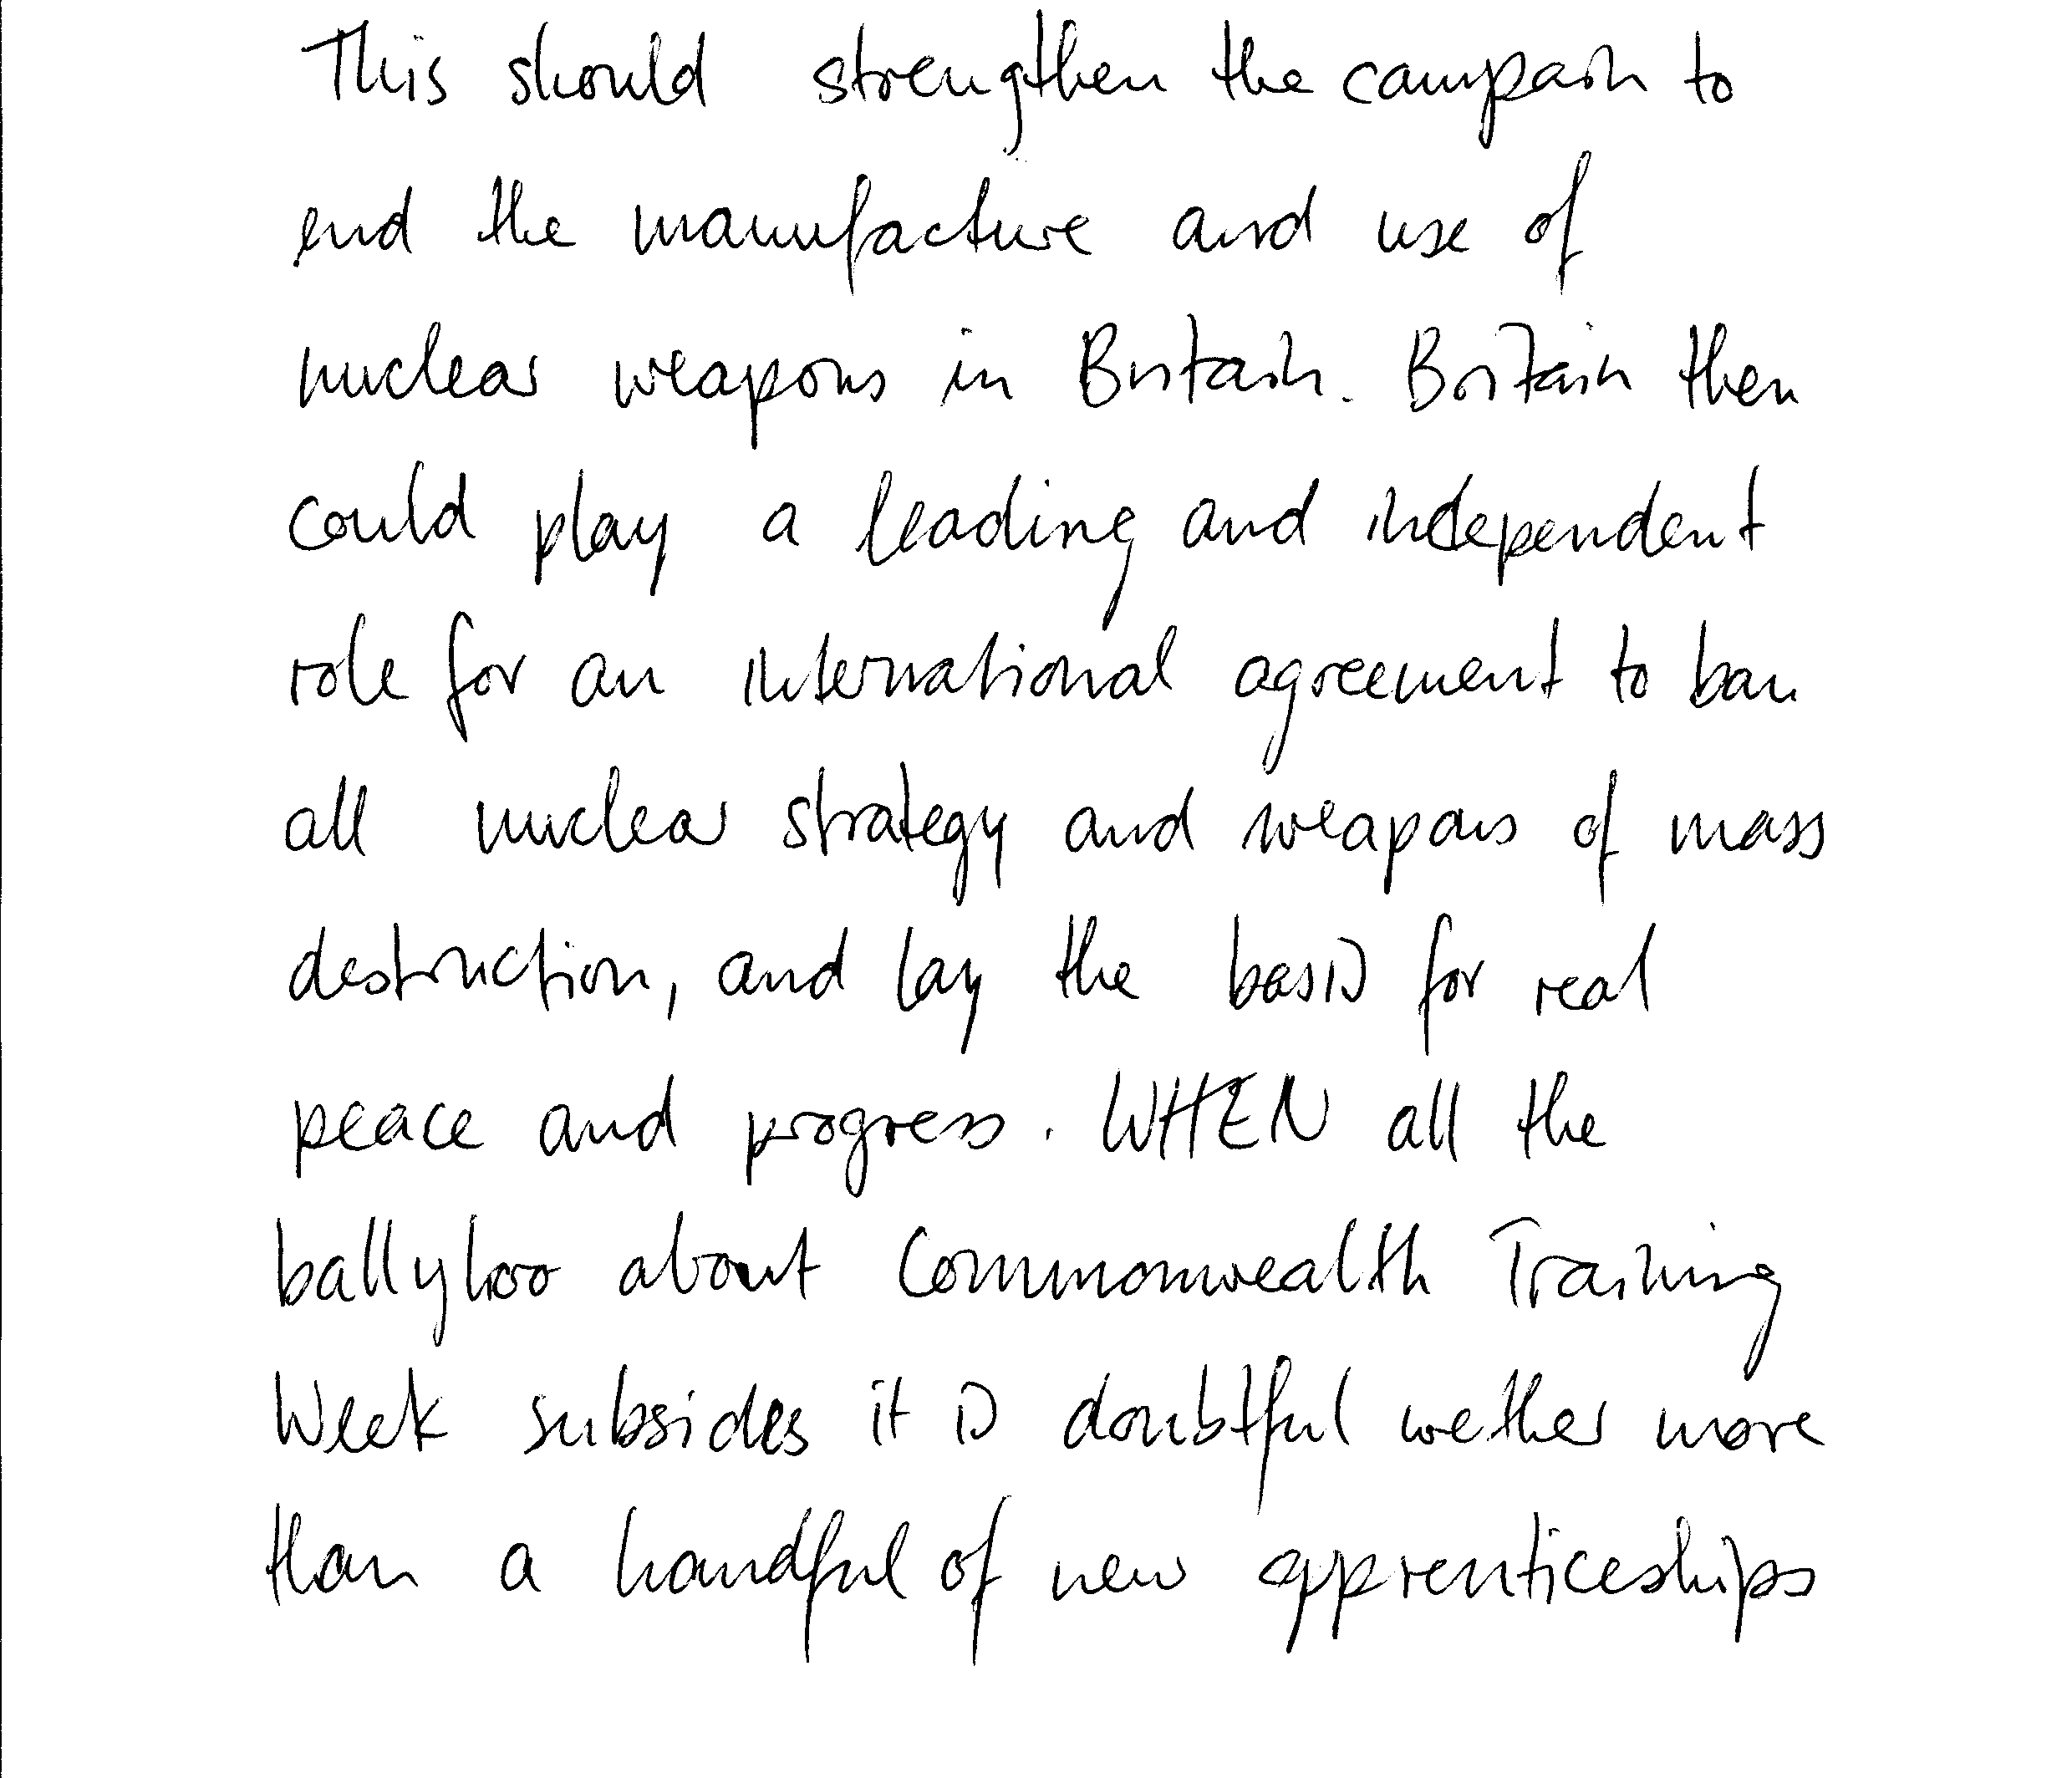 This should strengthen the campain to
end the manufacture and use of
nuclear weapons in Britain. Britain then
could play a leading and independent
role for an international agreement to ban
all nuclear strategy and weapons of mass
destruction, and lay the basis for real
peace and progress. WHEN all the
ballyhoo about Commonwealth Training
Week subsides it is doubtful wether more
than a handful of new apprenticeships